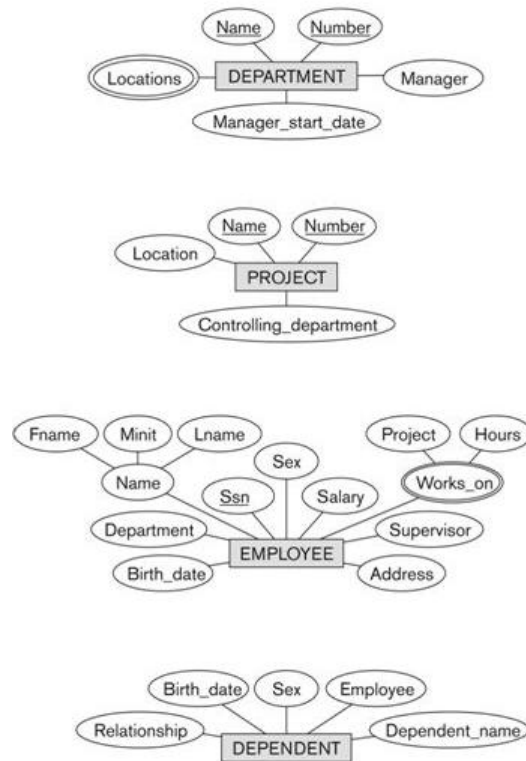 Name Number
Locations DEPARTMENT Manager
Manager_start_date
Name Number
Location
PROJECT
Controlling_department
Fname Minit Lname Project Hours
Sex
Name Works_on
Ssn Salary
Department Supervisor
EMPLOYEE
Birth_date Address
Birth_date Sex Employee
Relationship Dependent_name
DEPENDENT